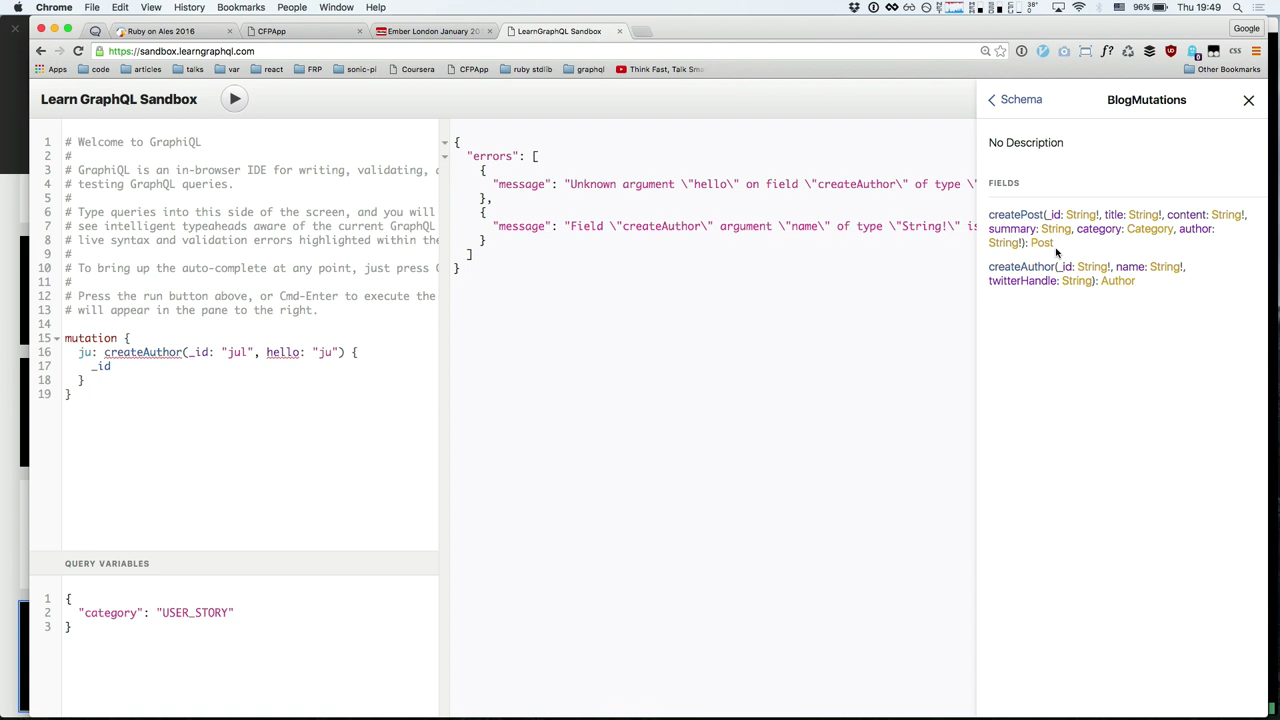 Chrome File Edit View History Bookmarks People Window Help 38° 96% Thu 19:49
Ruby on Ales 2016 CFPApp Ember London January 20 LearnGraphQL Sandbox Google
https://sandbox.learngraphql.com
Apps code articles talks var react FRP sonic-pi Coursera CFPApp ruby stdlib graphql Think Fast, Talk Sm Other Bookmarks
Learn GraphQL Sandbox
1 # Welcome to GraphiQL
2 #
3 # GraphiQL is an in-browser IDE for writing, validating,
4 # testing GraphQL queries.
5 #
6 # Type queries into this side of the screen, and you will
7 # see intelligent typeaheads aware of the current GraphQL
8 # live syntax and validation errors highlighted within the
9 #
10 # To bring up the auto-complete at any point, just press
11 #
12 # Press the run button above, or Cmd-Enter to execute the
13 # will appear in the pane to the right.
14
15 mutation {
16 ju: createAuthor(_id: "jul", hello: "ju") {
17 _id
18 }
19 }
QUERY VARIABLES
1 {
2 "category": "USER_STORY"
3 }
{
"errors": [
{
"message": "Unknown argument \"hello\" on field \"createAuthor\" of type \"
},
{
"message": "Field \"createAuthor\" argument \"name\" of type \"String!\" is
}
]
}
Schema BlogMutations
No Description
FIELDS
createPost(_id: String!, title: String!, content: String!,
summary: String, category: Category, author:
String!): Post
createAuthor(_id: String!, name: String!,
twitterHandle: String): Author